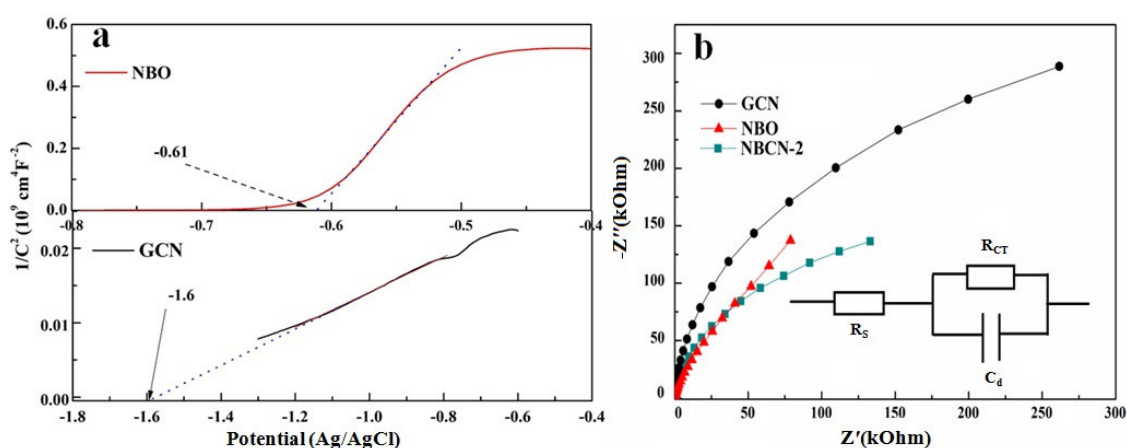 a
NBO
-0.61
0.6
0.4
0.2
0.0
-0.8
-0.7
-0.6
-0.5
-0.4
1/C² (10⁹ cm⁴F⁻²)
GCN
-1.6
0.02
0.01
0.00
-1.8
-1.6
-1.4
-1.2
-1.0
-0.8
-0.6
-0.4
Potential (Ag/AgCl)
b
GCN
NBO
NBCN-2
300
250
200
150
100
50
0
-Z''(kOhm)
R_CT
R_S
C_d
0
50
100
150
200
250
300
Z'(kOhm)